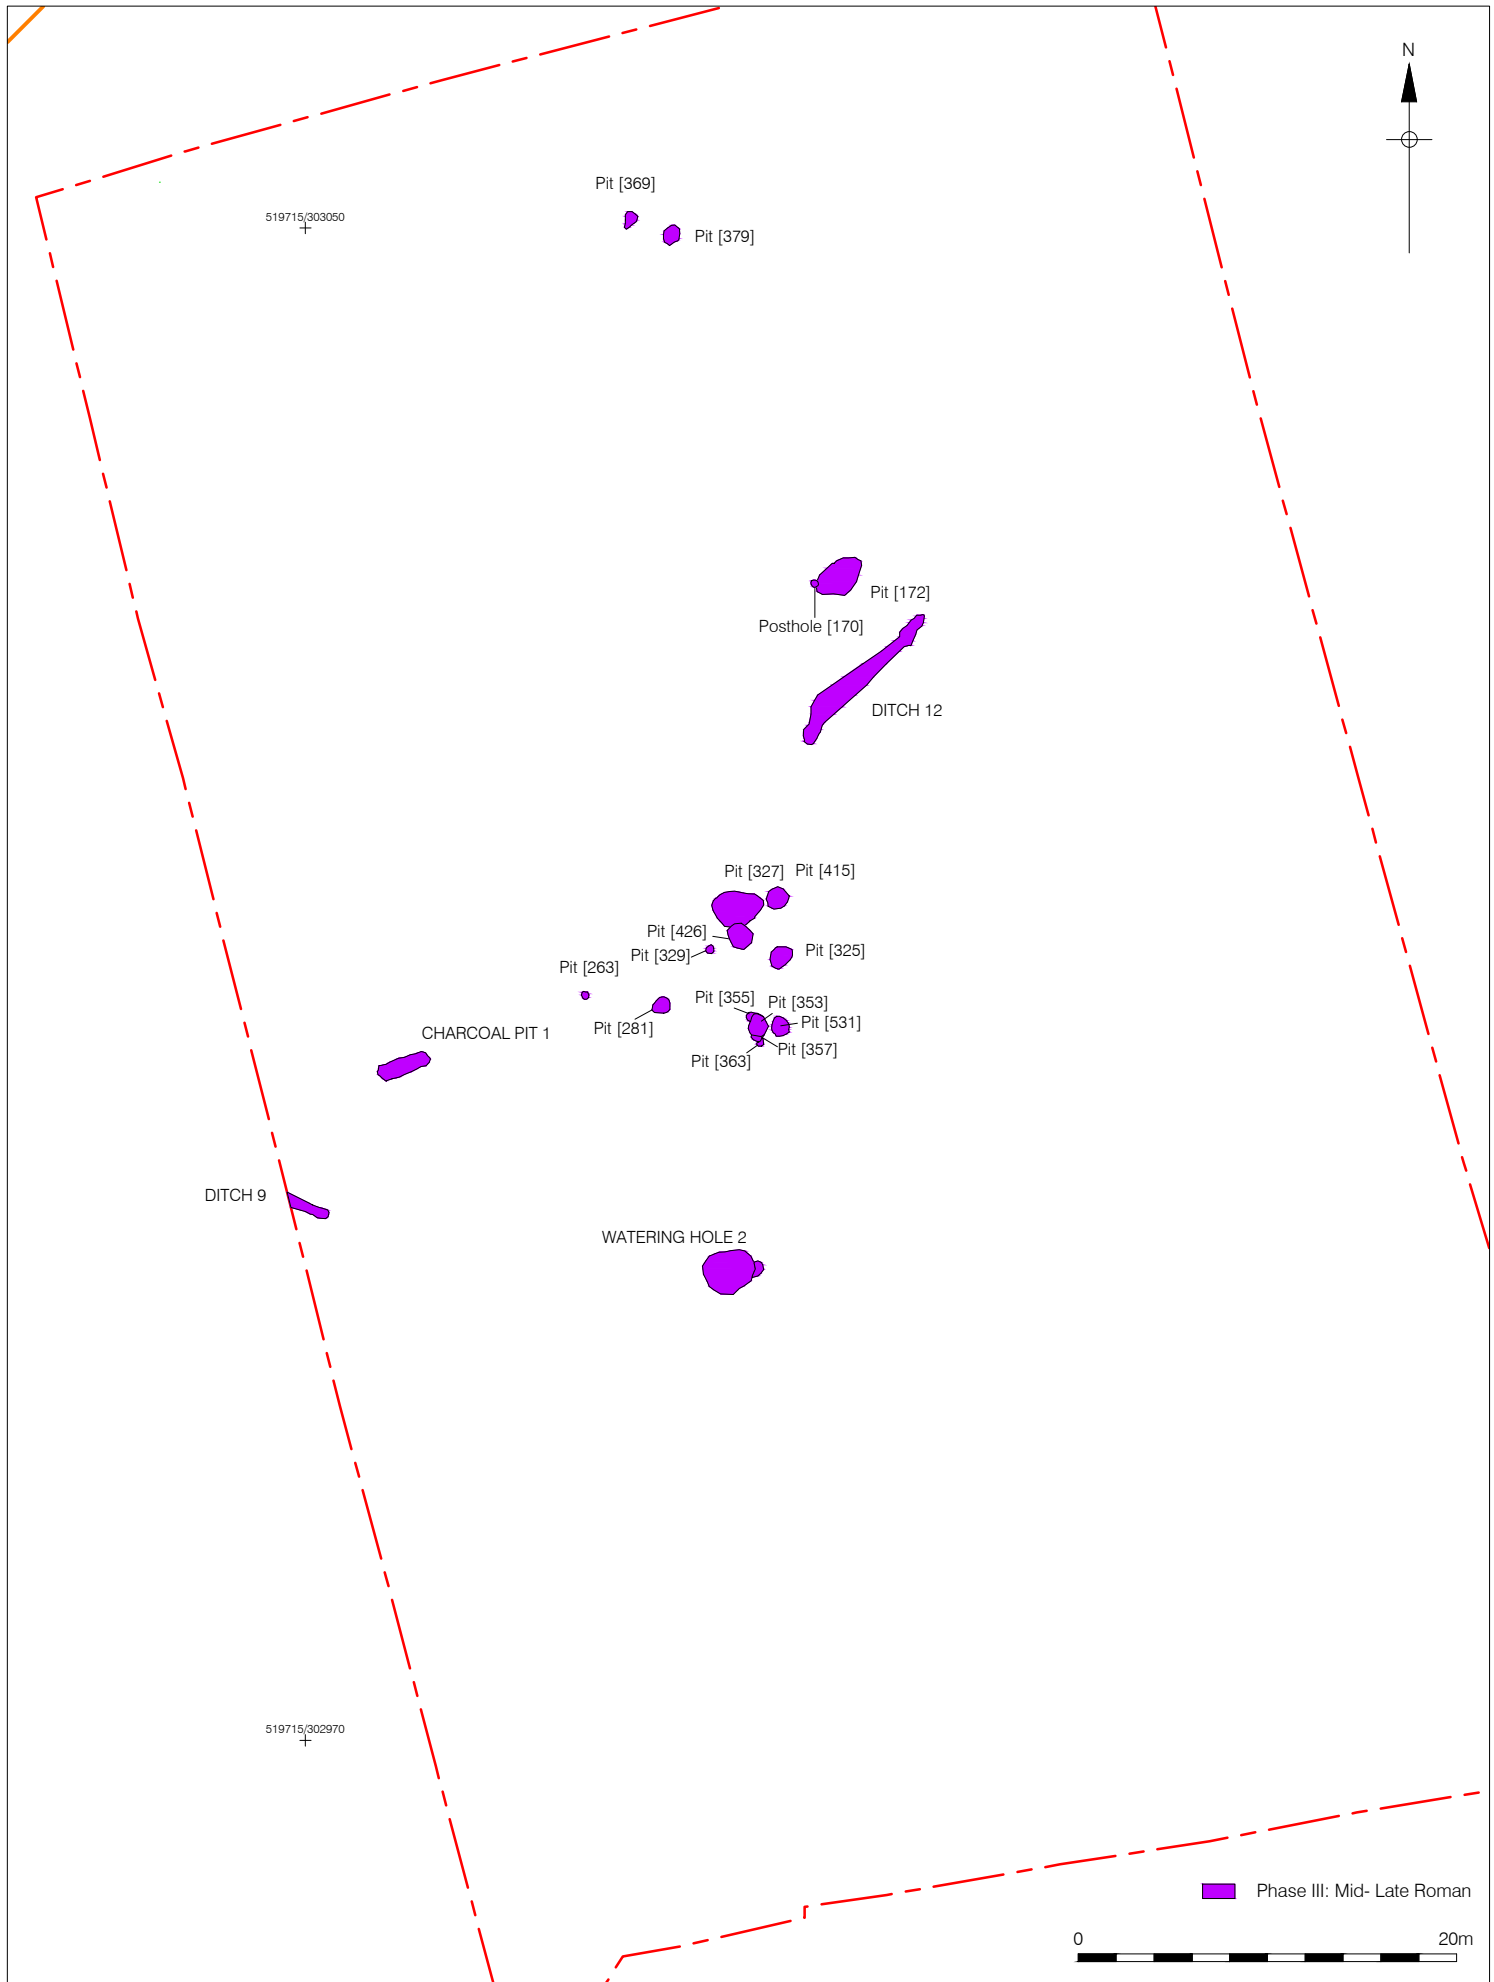 N
Pit [369]
519715/303050
Pit [379]
Pit [172]
Posthole [170]
DITCH 12
Pit [327]
Pit [415]
Pit [426]
Pit [329]
Pit [325]
Pit [263]
Pit [355]
Pit [353]
Pit [281]
Pit [531]
CHARCOAL PIT 1
Pit [357]
Pit [363]
DITCH 9
WATERING HOLE 2
519715/302970
Phase III: Mid- Late Roman
0
20m